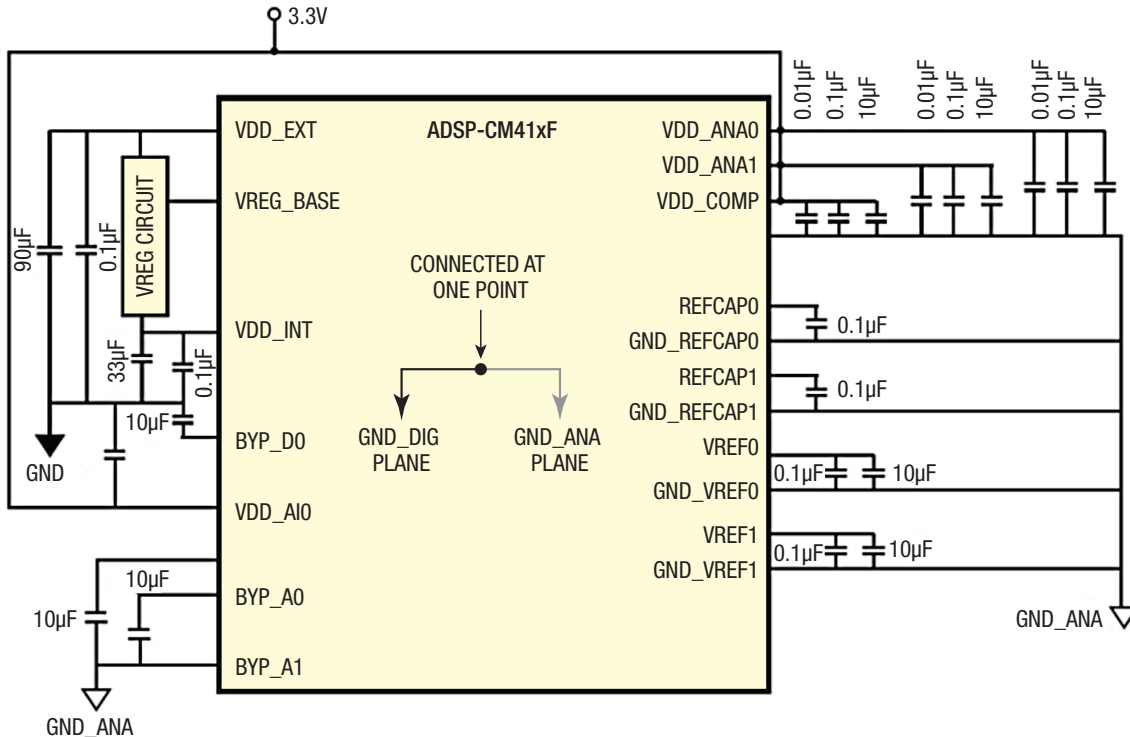 3.3V
ADSP-CM41xF
VDD_EXT
VREG_BASE
VDD_INT
BYP_D0
VDD_AI0
BYP_A0
BYP_A1
90µF
0.1µF
VREG CIRCUIT
33µF
0.1µF
10µF
GND
10µF
10µF
GND_ANA
CONNECTED AT
ONE POINT
GND_DIG
PLANE
GND_ANA
PLANE
VDD_ANA0
VDD_ANA1
VDD_COMP
REFCAP0
GND_REFCAP0
REFCAP1
GND_REFCAP1
VREF0
GND_VREF0
VREF1
GND_VREF1
0.01µF
0.1µF
10µF
0.01µF
0.1µF
10µF
0.01µF
0.1µF
10µF
0.1µF
0.1µF
0.1µF
10µF
0.1µF
10µF
GND_ANA